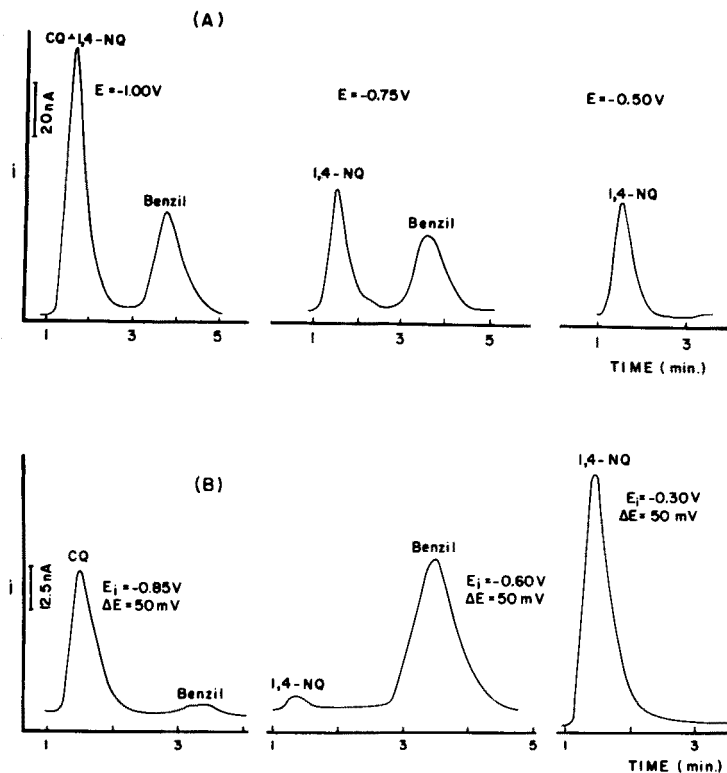 (A)
CQ+1,4-NQ
E=-1.00V
20nA
i
Benzil
1 3 5
E=-0.75V
1,4-NQ
Benzil
1 3 5
E=-0.50V
1,4-NQ
1 3
TIME (min.)
(B)
CQ
Ei=-0.85V
ΔE=50mV
12.5nA
i
Benzil
1 3
Benzil
Ei=-0.60V
ΔE=50mV
1,4-NQ
1 3 5
1,4-NQ
Ei=-0.30V
ΔE=50 mV
1 3
TIME (min.)